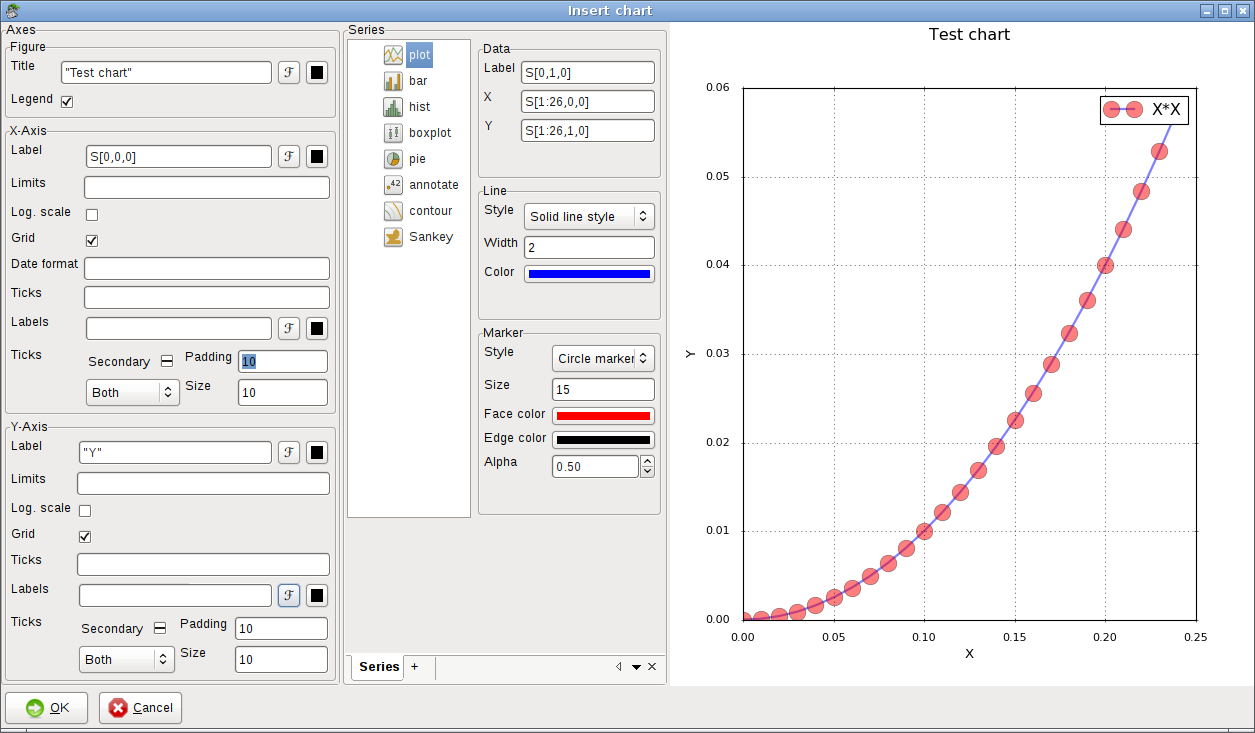 Insert chart
Axes
Figure
Title "Test chart" ℱ
Legend
X-Axis
Label S[0,0,0] ℱ
Limits
Log. scale
Grid
Date format
Ticks
Labels ℱ
Ticks Secondary Padding 10
Both Size 10
Y-Axis
Label "Y" ℱ
Limits
Log. scale
Grid
Ticks
Labels ℱ
Ticks Secondary Padding 10
Both Size 10
Series
plot
bar
hist
boxplot
pie
.42 annotate
contour
Sankey
Data
Label S[0,1,0]
X S[1:26,0,0]
Y S[1:26,1,0]
Line
Style Solid line style
Width 2
Color
Marker
Style Circle marker
Size 15
Face color
Edge color
Alpha 0.50
Series +
Test chart
X*X
0.06
0.05
0.04
0.03
0.02
0.01
0.00
Y
0.00 0.05 0.10 0.15 0.20 0.25
X
OK Cancel